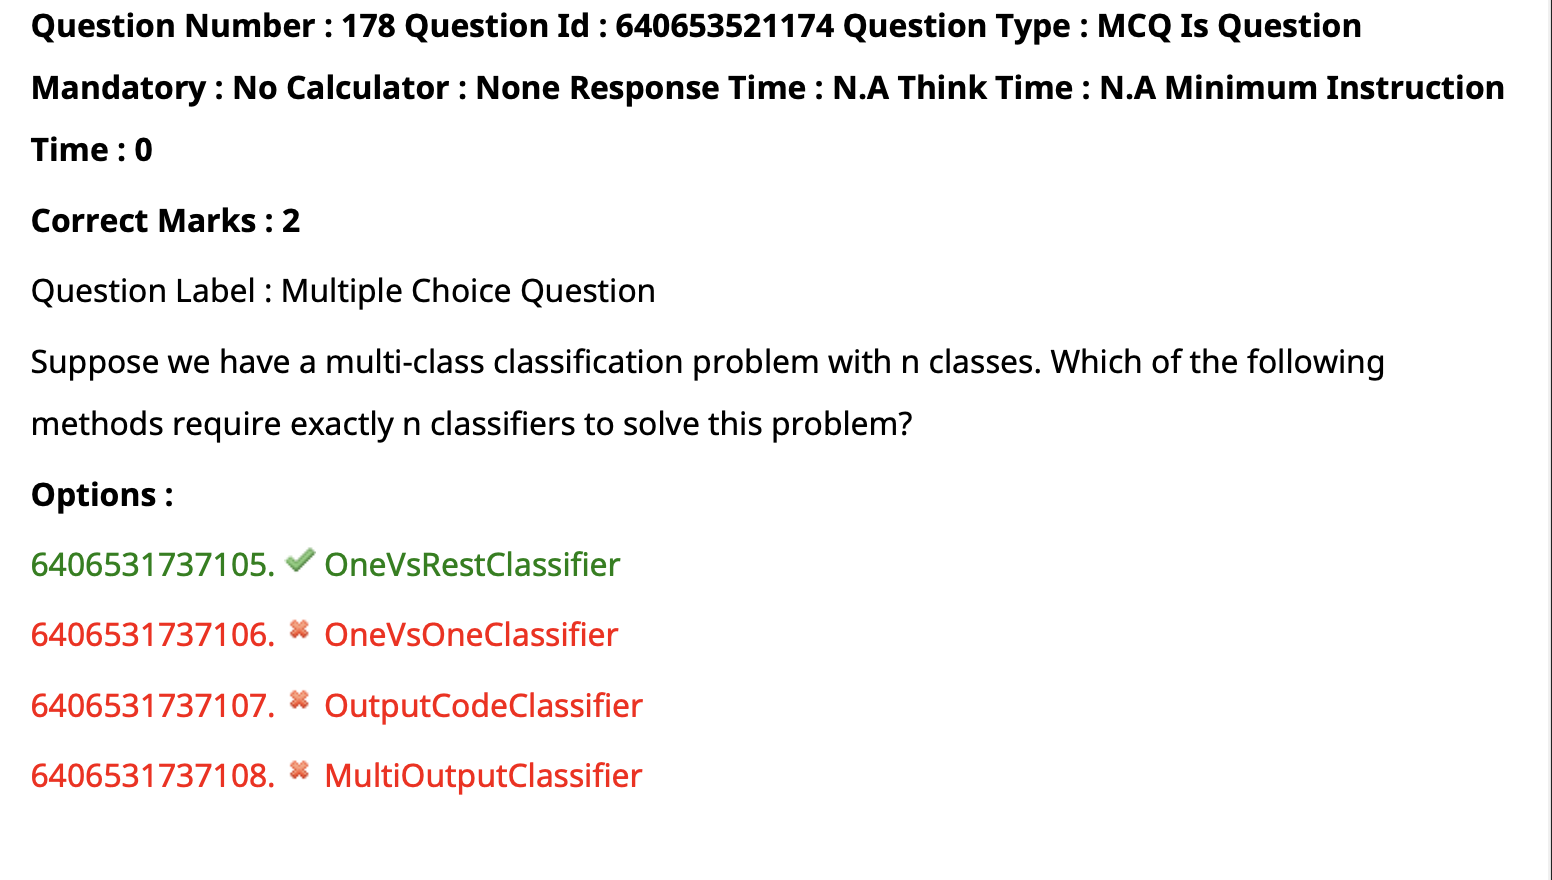 Question Number : 178 Question Id : 640653521174 Question Type : MCQ Is Question
Mandatory : No Calculator : None Response Time : N.A Think Time : N.A Minimum Instruction
Time : 0
Correct Marks : 2
Question Label : Multiple Choice Question
Suppose we have a multi-class classification problem with n classes. Which of the following
methods require exactly n classifiers to solve this problem?
Options :
6406531737105. ✔ OneVsRestClassifier
6406531737106. ✖ OneVsOneClassifier
6406531737107. ✖ OutputCodeClassifier
6406531737108. ✖ MultiOutputClassifier